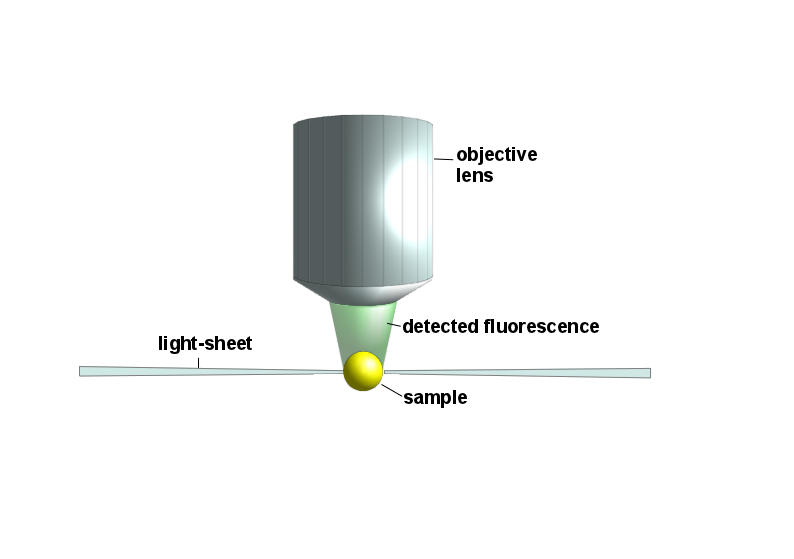 objective
lens
detected fluorescence
light-sheet
sample